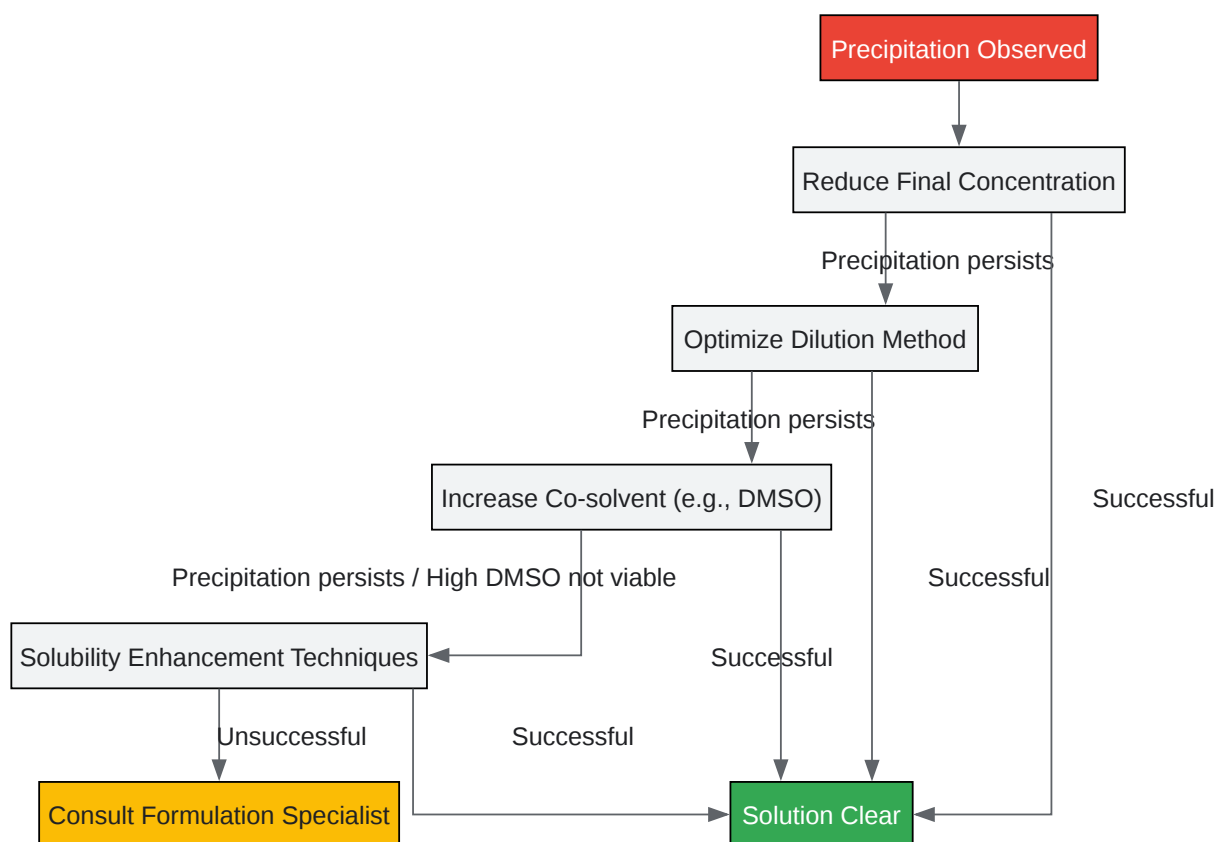 Precipitation Observed
Reduce Final Concentration
Precipitation persists
Optimize Dilution Method
Precipitation persists
Increase Co-solvent (e.g., DMSO)
Successful
Precipitation persists / High DMSO not viable
Successful
Solubility Enhancement Techniques
Successful
Unsuccessful
Successful
Consult Formulation Specialist
Solution Clear